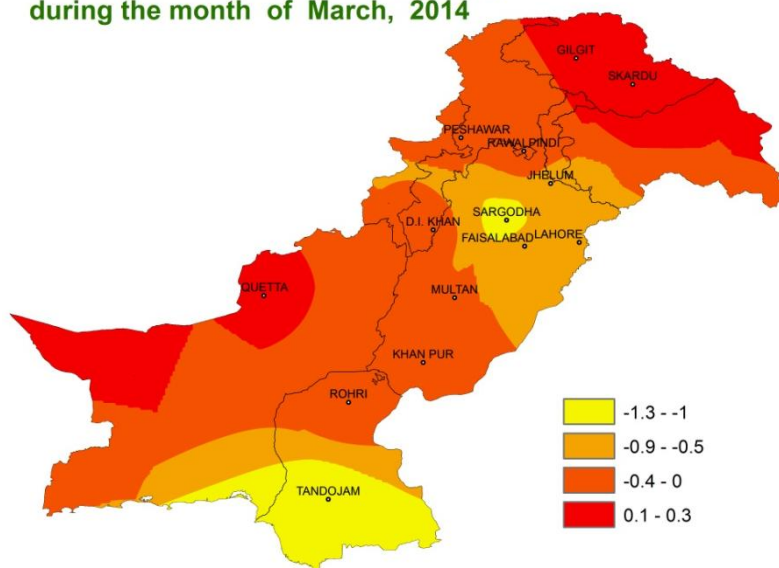 during the month of March, 2014
GILGIT
SKARDU
PESHAWAR
RAWALPINDI
JHELUM
SARGODHA
D.I. KHAN
FAISALABAD
LAHORE
QUETTA
MULTAN
KHAN PUR
ROHRI
TANDOJAM
-1.3 - -1
-0.9 - -0.5
-0.4 - 0
0.1 - 0.3